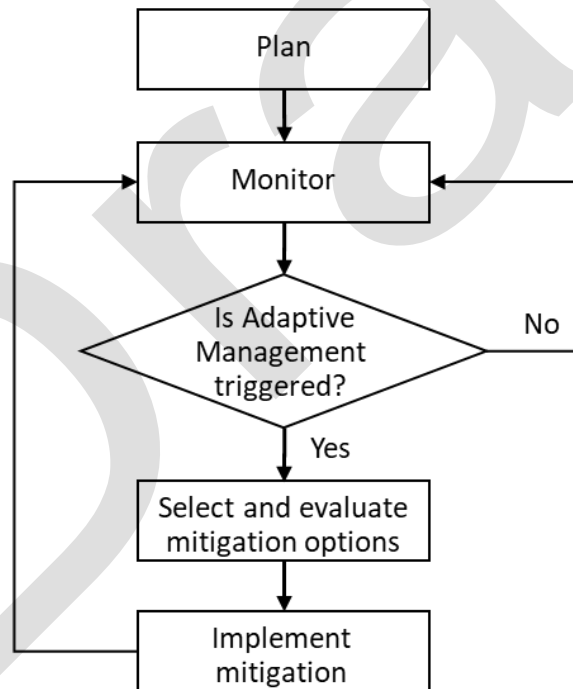 Plan
Monitor
Is Adaptive
Management
triggered?
No
Yes
Select and evaluate
mitigation options
Implement
mitigation